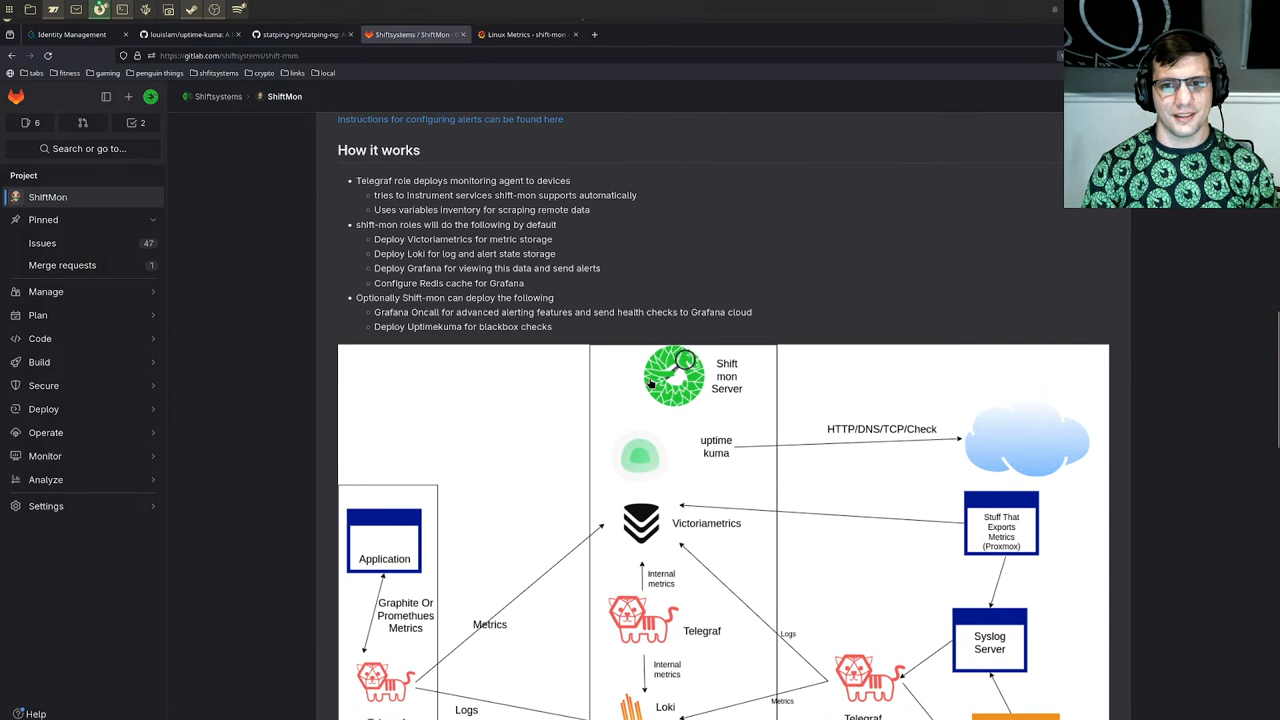 Identity Management
louislam/uptime-kuma: A
statping-ng/statping-ng: A
Shiftsystems / ShiftMon · G
Linux Metrics - shift-mon
https://gitlab.com/shiftsystems/shift-rmm
tabs
fitness
gaming
penguin things
shfitsystems
crypto
links
local
Shiftsystems
ShiftMon
6
2
Search or go to...
Project
ShiftMon
Pinned
Issues
47
Merge requests
1
Manage
Plan
Code
Build
Secure
Deploy
Operate
Monitor
Analyze
Settings
Help
Instructions for configuring alerts can be found here
How it works
Telegraf role deploys monitoring agent to devices
tries to Instrument services shift-mon supports automatically
Uses variables inventory for scraping remote data
shift-mon roles will do the following by default
Deploy Victoriametrics for metric storage
Deploy Loki for log and alert state storage
Deploy Grafana for viewing this data and send alerts
Configure Redis cache for Grafana
Optionally Shift-mon can deploy the following
Grafana Oncall for advanced alerting features and send health checks to Grafana cloud
Deploy Uptimekuma for blackbox checks
Shift
mon
Server
uptime
kuma
HTTP/DNS/TCP/Check
Victoriametrics
Stuff That
Exports
Metrics
(Proxmox)
Application
Internal
metrics
Graphite Or
Promethues
Metrics
Metrics
Telegraf
Logs
Syslog
Server
Internal
metrics
Metrics
Logs
Loki
Telegraf